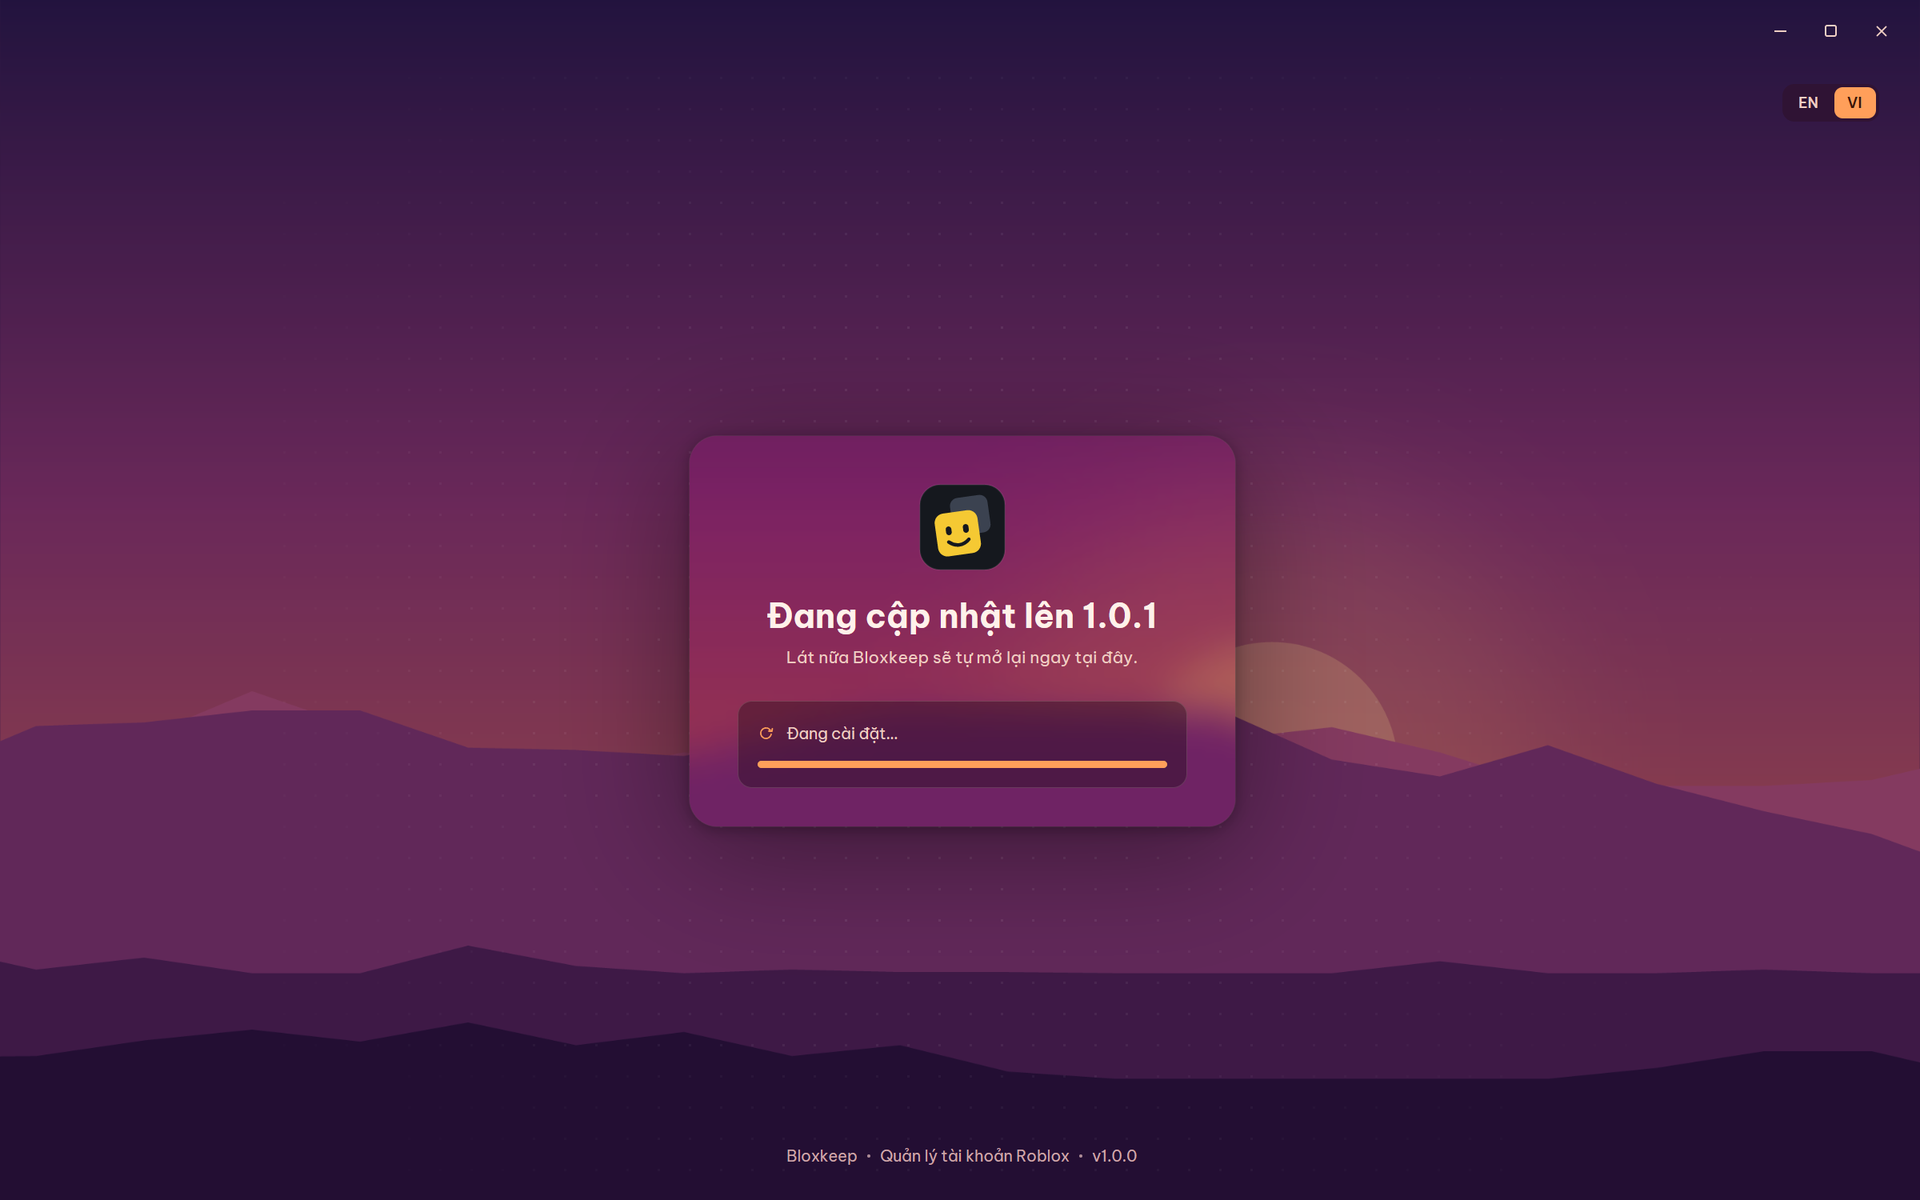 EN VI
Đang cập nhật lên 1.0.1
Lát nữa Bloxkeep sẽ tự mở lại ngay tại đây.
Đang cài đặt...
Bloxkeep • Quản lý tài khoản Roblox • v1.0.0